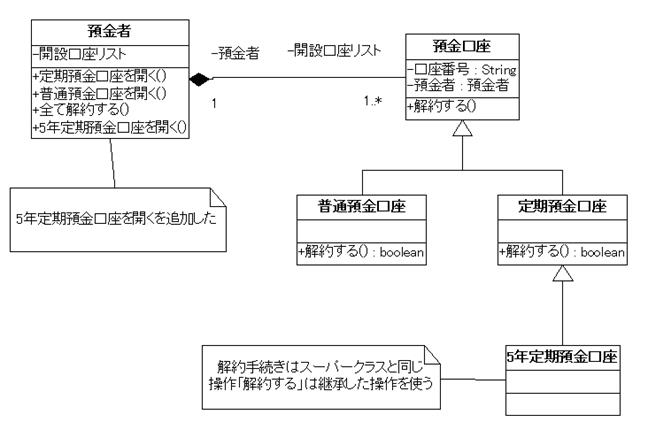 預金者
-開設口座リスト
+定期預金口座を開く()
+普通預金口座を開く()
+全て解約する()
+5年定期預金口座を開く()
-預金者
-開設口座リスト
1
1..*
預金口座
-口座番号 : String
-預金者 : 預金者
+解約する()
5年定期預金口座を開くを追加した
普通預金口座
+解約する() : boolean
定期預金口座
+解約する() : boolean
解約手続きはスーパークラスと同じ
操作「解約する」は継承した操作を使う
5年定期預金口座